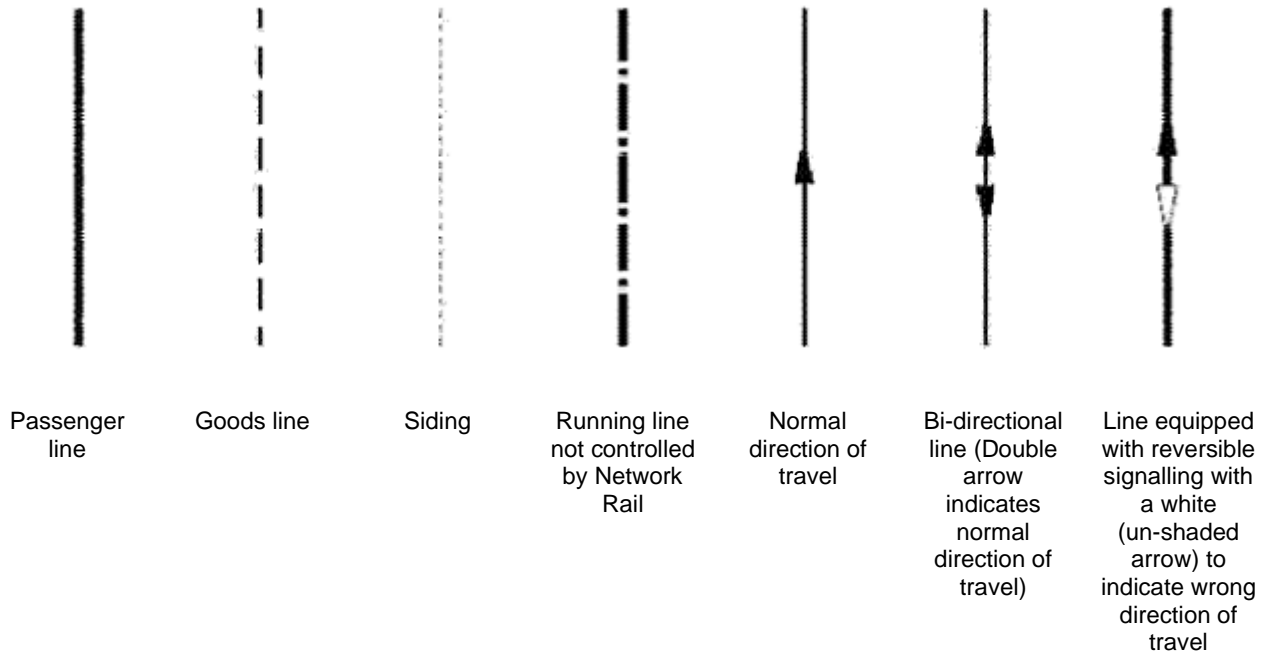 Passenger
line
Goods line
Siding
Running line
not controlled
by Network
Rail
Normal
direction of
travel
Bi-directional
line (Double
arrow
indicates
normal
direction of
travel)
Line equipped
with reversible
signalling with
a white
(un-shaded
arrow) to
indicate wrong
direction of
travel